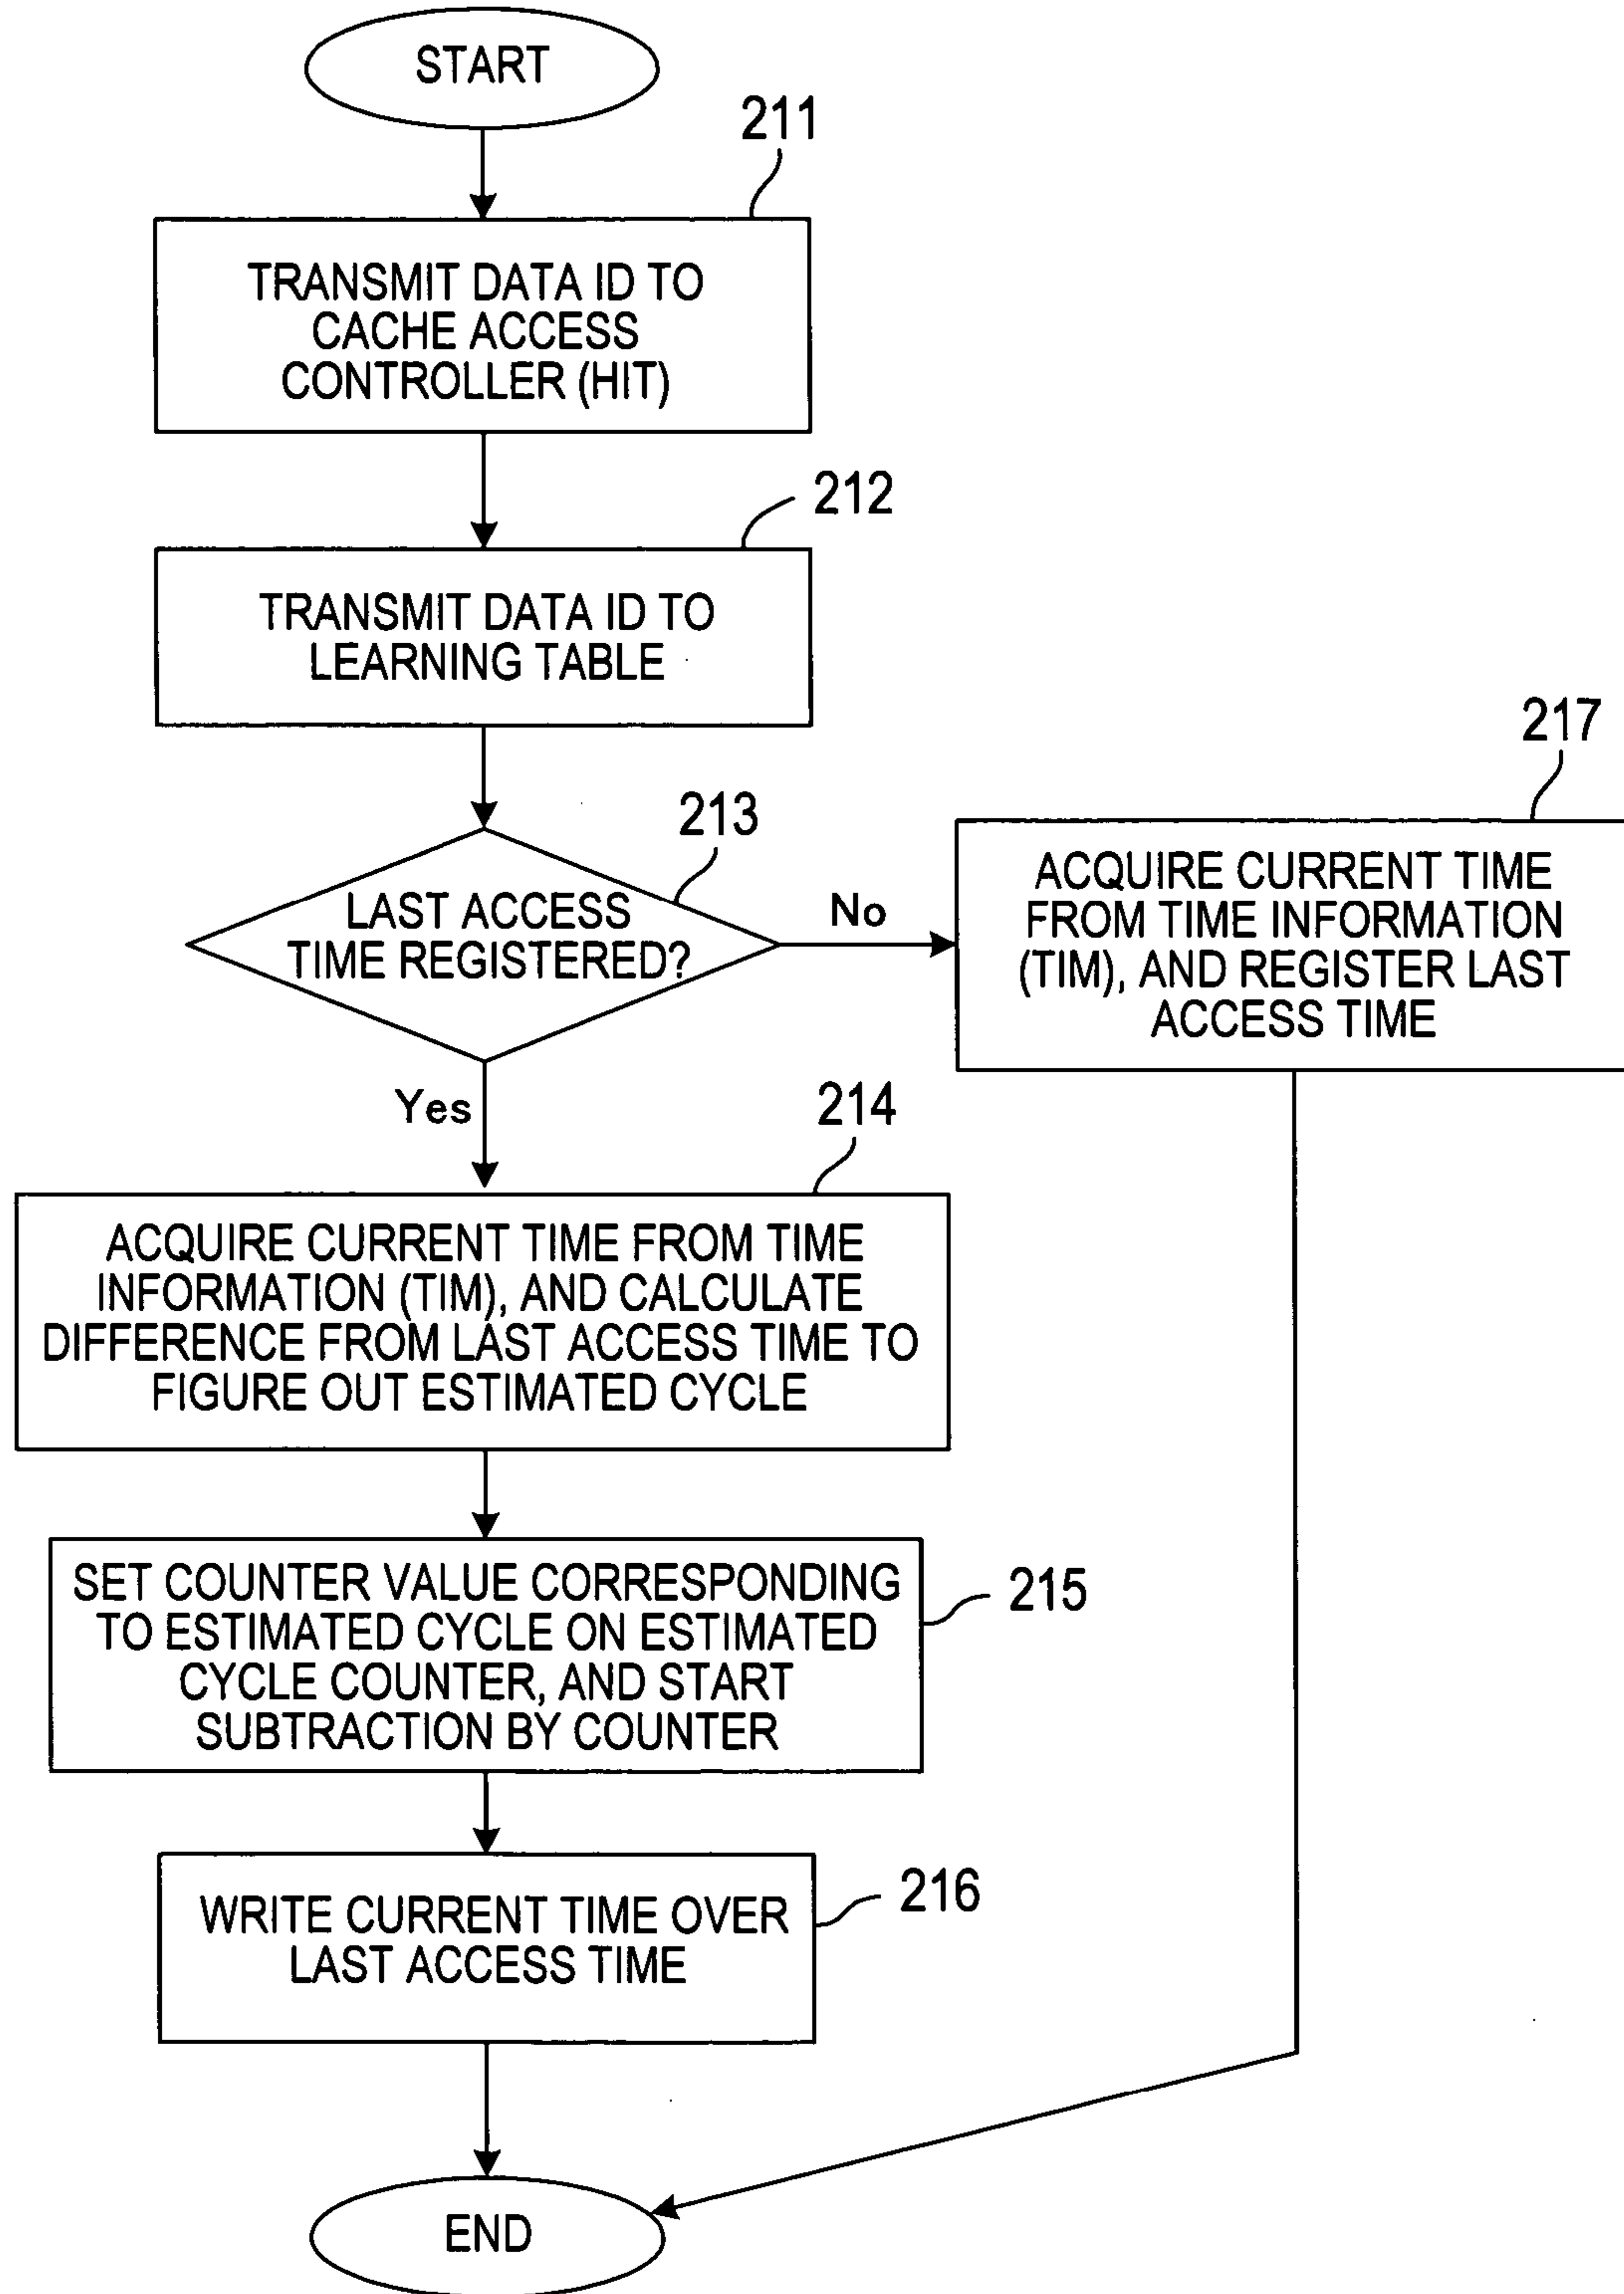 START
211
TRANSMIT DATA ID TO
CACHE ACCESS
CONTROLLER (HIT)
212
TRANSMIT DATA ID TO
LEARNING TABLE
213
LAST ACCESS
TIME REGISTERED?
No
217
ACQUIRE CURRENT TIME
FROM TIME INFORMATION
(TIM), AND REGISTER LAST
ACCESS TIME
Yes
214
ACQUIRE CURRENT TIME FROM TIME
INFORMATION (TIM), AND CALCULATE
DIFFERENCE FROM LAST ACCESS TIME TO
FIGURE OUT ESTIMATED CYCLE
SET COUNTER VALUE CORRESPONDING
TO ESTIMATED CYCLE ON ESTIMATED
CYCLE COUNTER, AND START
SUBTRACTION BY COUNTER
215
WRITE CURRENT TIME OVER
LAST ACCESS TIME
216
END